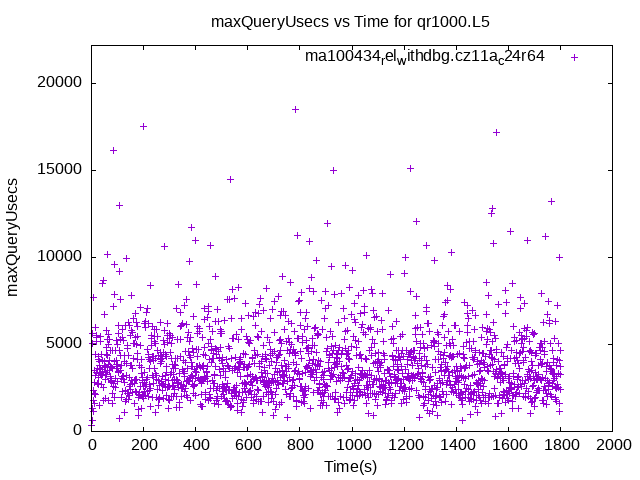 maxQueryUsecs vs Time for qr1000.L5
ma100434_rel_withdbg.cz11a_c24r64
20000
15000
10000
5000
0
maxQueryUsecs
0 200 400 600 800 1000 1200 1400 1600 1800 2000
Time(s)